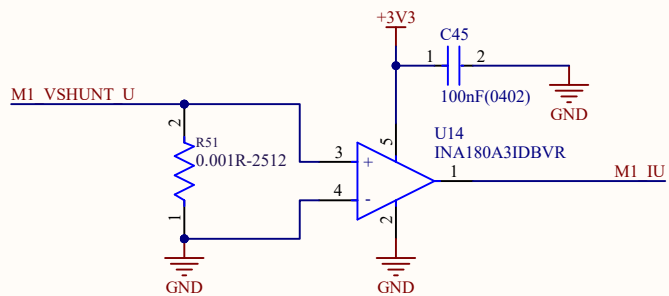 +3V3
C45
1
2
100nF(0402)
GND
M1_VSHUNT_U
2
R51
0.001R-2512
1
GND
3
+
4
-
5
U14
INA180A3IDBVR
1
M1_IU
2
GND